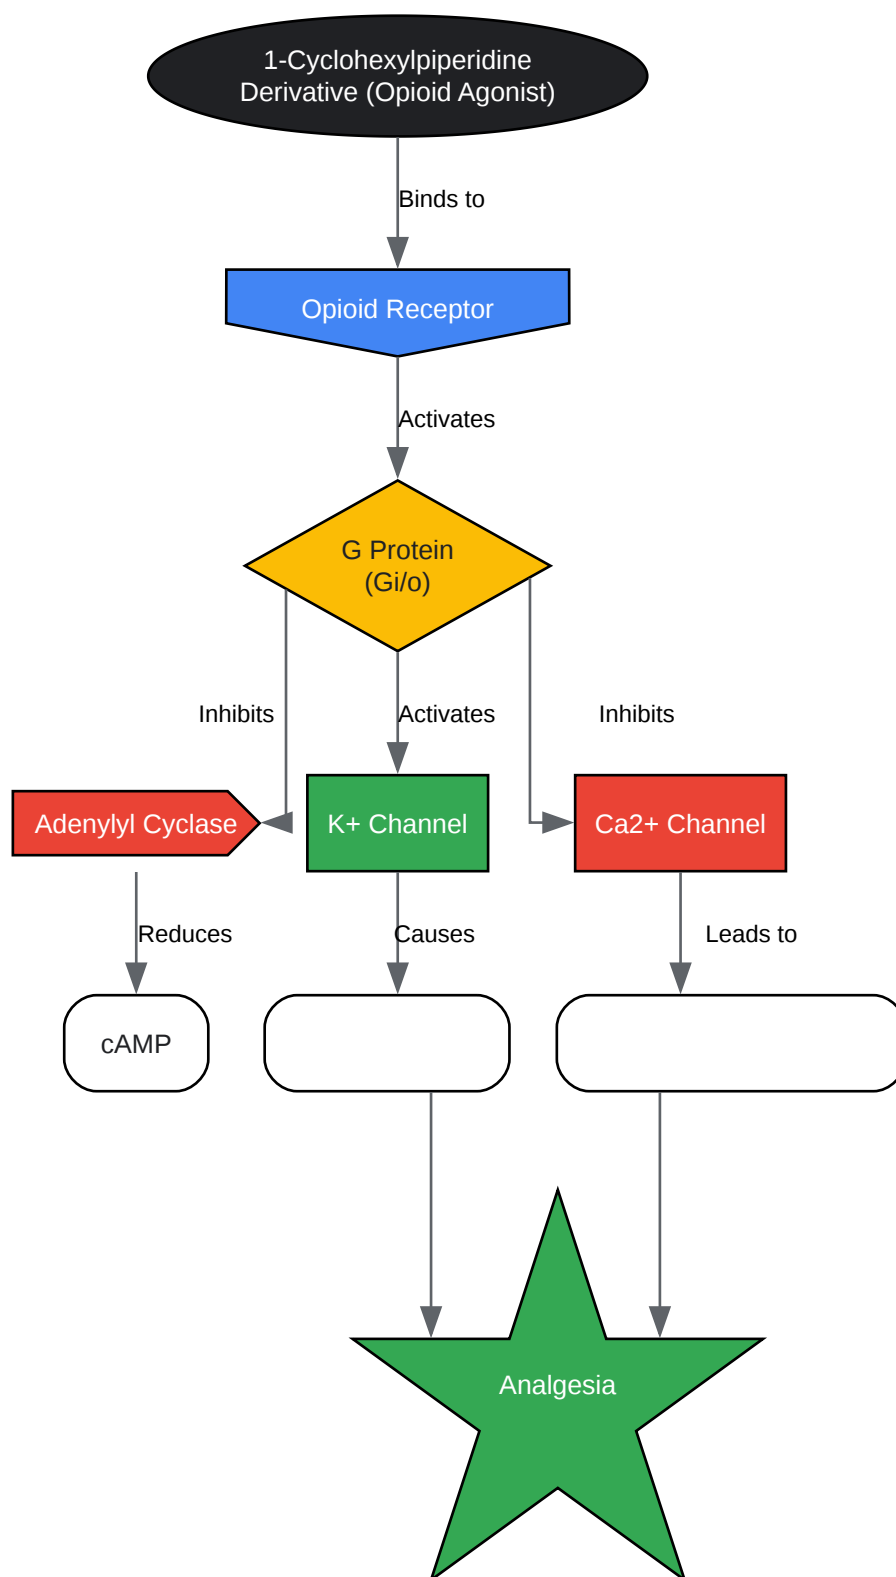 1-Cyclohexylpiperidine
Derivative (Opioid Agonist)
Binds to
Opioid Receptor
Activates
G Protein
(Gi/o)
Inhibits
Activates
Inhibits
Adenylyl Cyclase
K+ Channel
Ca2+ Channel
Reduces
Causes
Leads to
cAMP
Analgesia